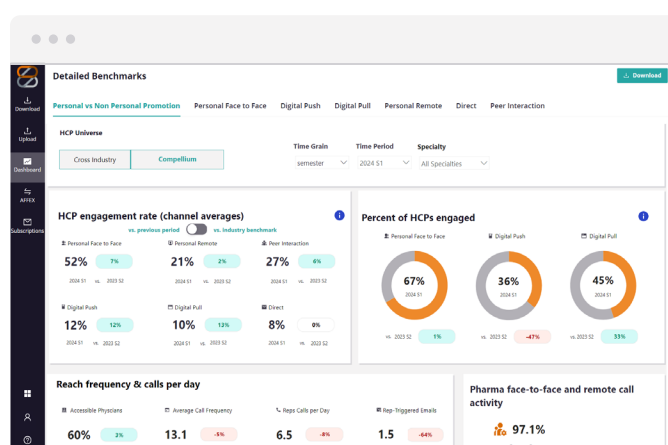 Detailed Benchmarks
Download
Download
Upload
Dashboard
AFFEX
Subscriptions
Personal vs Non Personal Promotion Personal Face to Face Digital Push Digital Pull Personal Remote Direct Peer Interaction
HCP Universe
Cross Industry Compellium
Time Grain Time Period Specialty
semester 2024 S1 All Specialties
HCP engagement rate (channel averages)
vs. previous period vs. Industry benchmark
Personal Face to Face Personal Remote Peer Interaction
52% 7% 21% 2% 27% 6%
2024 S1 vs. 2023 S2 2024 S1 vs. 2023 S2 2024 S1 vs. 2023 S2
Digital Push Digital Pull Direct
12% 12% 10% 13% 8% 0%
2024 S1 vs. 2023 S2 2024 S1 vs. 2023 S2 2024 S1 vs. 2023 S2
Percent of HCPs engaged
Personal Face to Face Digital Push Digital Pull
67% 36% 45%
2024 S1 2024 S1 2024 S1
vs. 2023 S2 1% vs. 2023 S2 -47% vs. 2023 S2 33%
Reach frequency & calls per day
Accessible Physcians Average Call Frequency Reps Calls per Day Rep-Triggered Emails
60% 3% 13.1 -5% 6.5 -8% 1.5 -64%
Pharma face-to-face and remote call
activity
97.1%